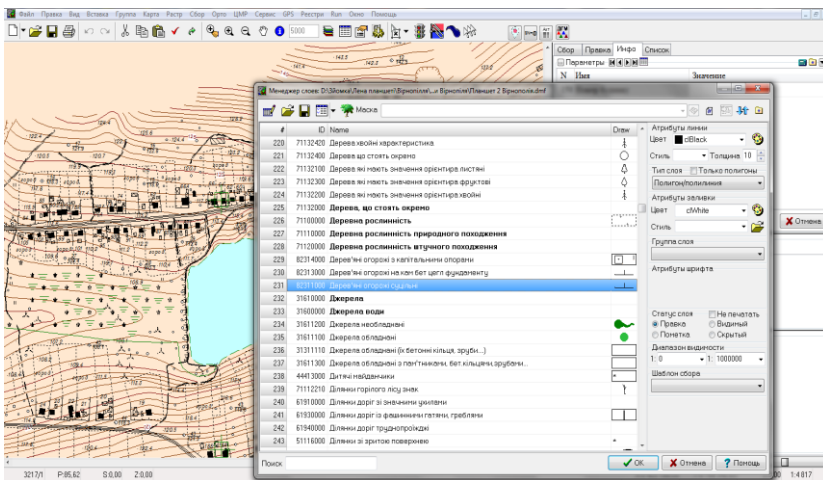 Файл Правка Вид Вставка Группа Карта Растр Сбор Орто ЦМР Сервис GPS Реестри Run Окно Помощь
5000
Сбор Правка Инфо Список
Параметры
N Имя Значение
Менеджер слоев: D:\Зйомка\Лена планшеті\Вірнопілля\...и Вірнопілля\Планшет 2 Вірнополів.dmf
Маска
# ID Name Draw
220 71132420 Дерева хвойні характеристика
221 71132400 Дерева що стоять окремо
222 71132100 Дерева які мають значення орієнтира листяні
223 71132300 Дерева які мають значення орієнтира фруктові
224 71132200 Дерева які мають значення орієнтира хвойні
225 71132000 Дерева, що стоять окремо
226 71100000 Деревна рослинність
227 71110000 Деревна рослинність природного походження
228 71120000 Деревна рослинність штучного походження
229 82314000 Дерев'яні огорожі з капітальними опорами
230 82313000 Дерев'яні огорожі на кам бет цегл фундаменту
231 82311000 Дерев'яні огорожі суцільні
232 31610000 Джерела
233 31600000 Джерела води
234 31611200 Джерела необладнані
235 31611100 Джерела обладнані
236 31311110 Джерела обладнані (їх бетонні кільця, зруби...)
237 31611300 Джерела обладнані з пам'тниками, бет.кільцями,зрубами...
238 44413000 Дитячі майданчики
239 71112210 Ділянки горілого лісу знак
240 61910000 Ділянки доріг зі значними ухилами
241 61930000 Ділянки доріг із фашинними гатями, греблями
242 61940000 Ділянки доріг труднопроїжджі
243 51116000 Ділянки зі зритою поверхнею
Атрибуты линии
Цвет clBlack
Стиль Толщина 10
Тип слоя Только полигоны
Полигон/полилиния
Атрибуты заливки
Цвет clWhite
Стиль
Группа слоя
Атрибуты шрифта
Статус слоя Не печатать
Правка Видимый
Пометка Скрытый
Диапазон видимости
1: 0 1: 1000000
Шаблон сбора
Поиск
OK Отмена Помощь
Отмена
3217/1 P:85,62 S:0,00 Z:0,00 1:4 817